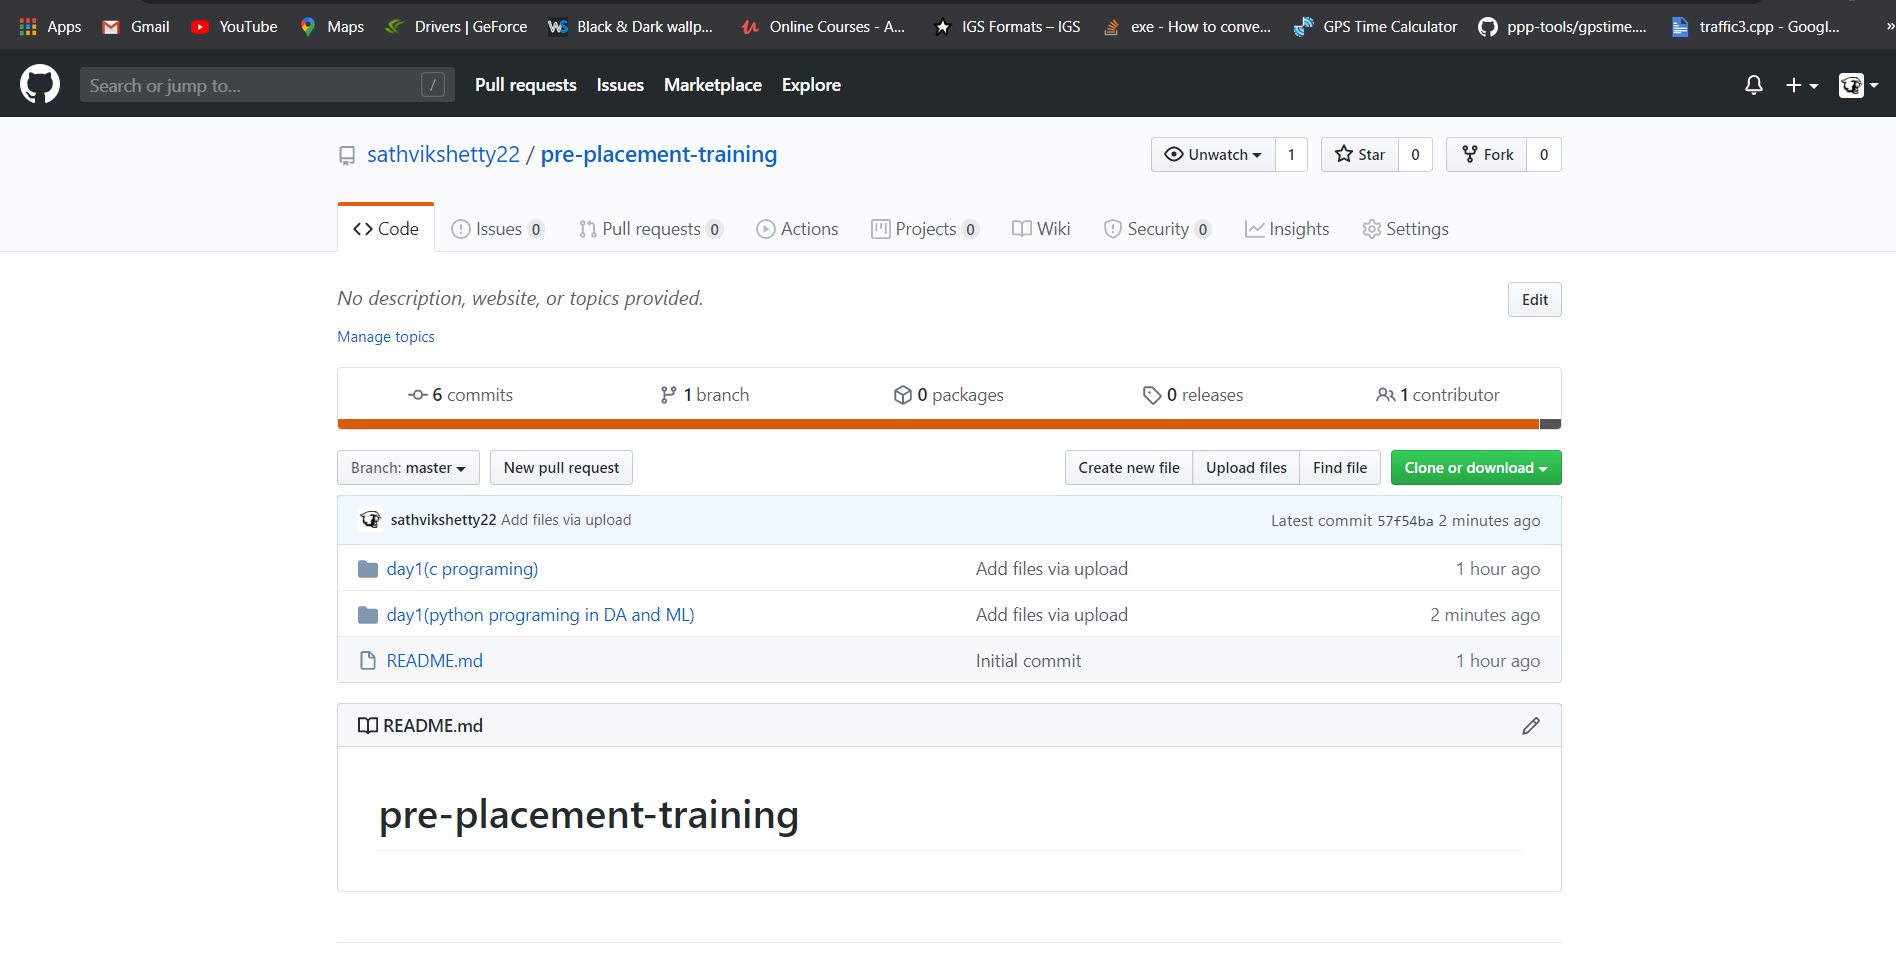 Apps Gmail YouTube Maps Drivers | GeForce Black & Dark wallp... Online Courses - A... IGS Formats – IGS exe - How to conve... GPS Time Calculator ppp-tools/gpstime.... traffic3.cpp - Googl... »
Search or jump to... / Pull requests Issues Marketplace Explore
sathvikshetty22 / pre-placement-training Unwatch 1 Star 0 Fork 0
Code Issues 0 Pull requests 0 Actions Projects 0 Wiki Security 0 Insights Settings
No description, website, or topics provided. Edit
Manage topics
6 commits 1 branch 0 packages 0 releases 1 contributor
Branch: master New pull request Create new file Upload files Find file Clone or download
sathvikshetty22 Add files via upload Latest commit 57f54ba 2 minutes ago
day1(c programing) Add files via upload 1 hour ago
day1(python programing in DA and ML) Add files via upload 2 minutes ago
README.md Initial commit 1 hour ago
README.md
pre-placement-training